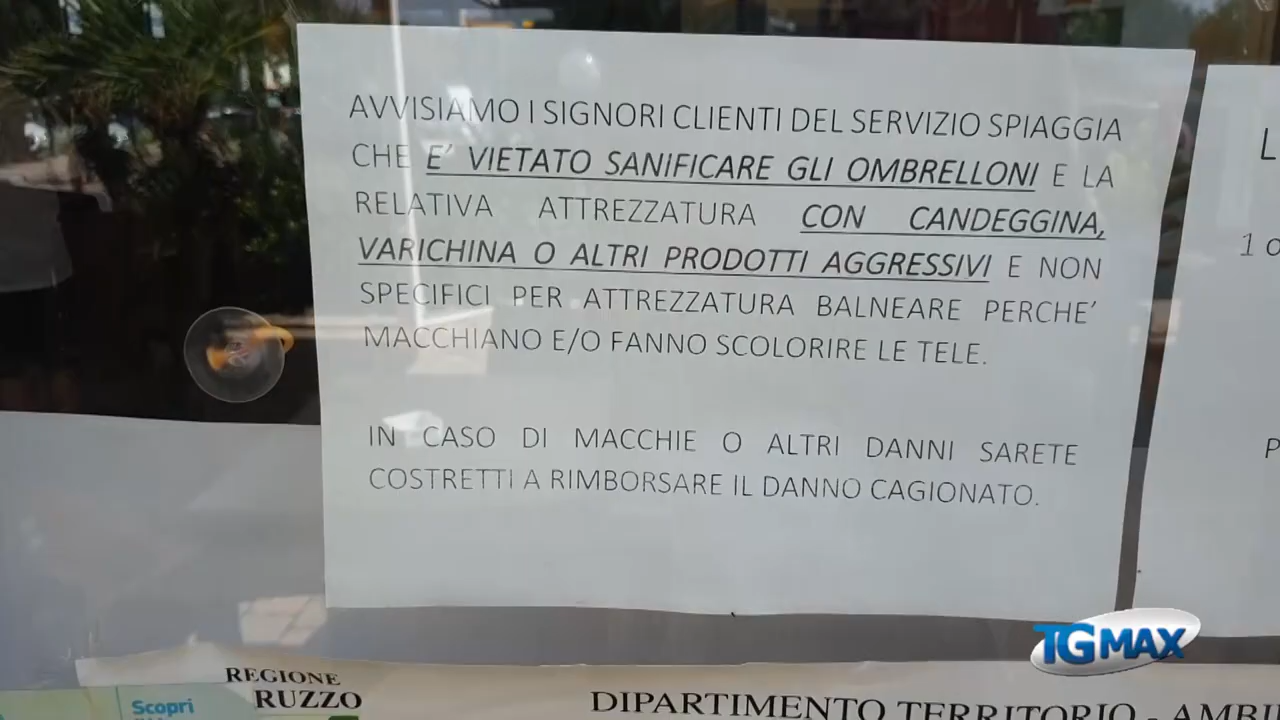 AVVISIAMO I SIGNORI CLIENTI DEL SERVIZIO SPIAGGIA
CHE E' VIETATO SANIFICARE GLI OMBRELLONI E LA
RELATIVA ATTREZZATURA CON CANDEGGINA,
VARICHINA O ALTRI PRODOTTI AGGRESSIVI E NON
SPECIFICI PER ATTREZZATURA BALNEARE PERCHE'
MACCHIANO E/O FANNO SCOLORIRE LE TELE.
IN CASO DI MACCHIE O ALTRI DANNI SARETE
COSTRETTI A RIMBORSARE IL DANNO CAGIONATO.
L
1 o
P
TGMAX
REGIONE
RUZZO
Scopri
DIPARTIMENTO TERRITORIO - AMBI